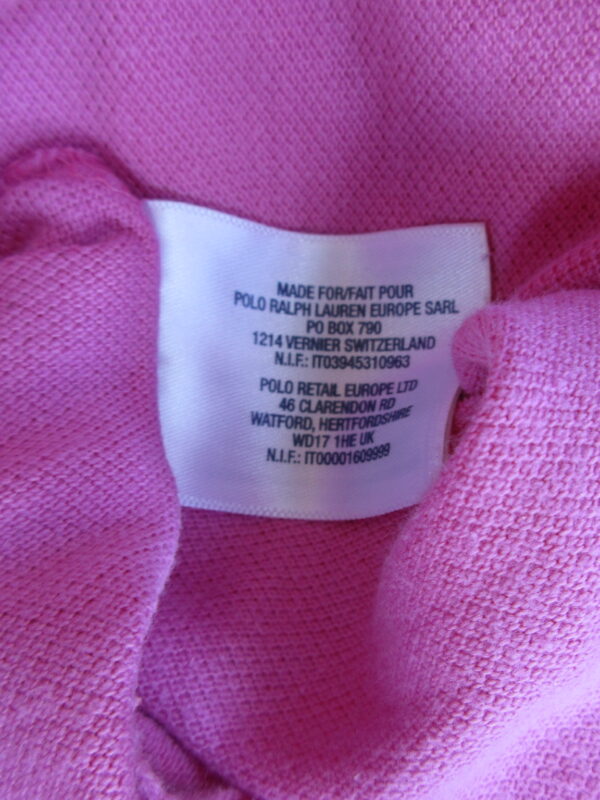 MADE FOR/FAIT POUR
POLO RALPH LAUREN EUROPE SARL
PO BOX 790
1214 VERNIER SWITZERLAND
N.I.F.: IT03945310963
POLO RETAIL EUROPE LTD
46 CLARENDON RD
WATFORD, HERTFORDSHIRE
WD17 1HE UK
N.I.F.: IT00001609999